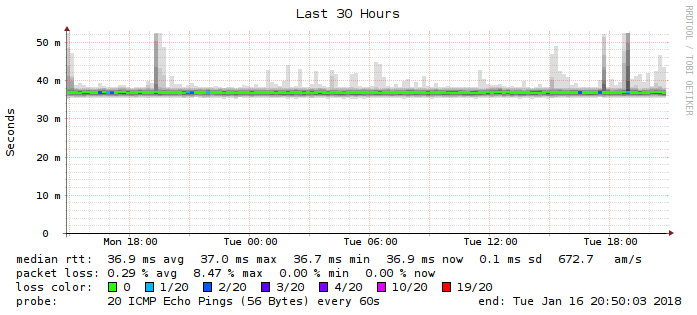 Last 30 Hours
RRDTOOL / TOBI OETIKER
Seconds
50 m
40 m
30 m
20 m
10 m
0
Mon 18:00 Tue 00:00 Tue 06:00 Tue 12:00 Tue 18:00
median rtt: 36.9 ms avg 37.0 ms max 36.7 ms min 36.9 ms now 0.1 ms sd 672.7 am/s
packet loss: 0.29 % avg 8.47 % max 0.00 % min 0.00 % now
loss color: 0 1/20 2/20 3/20 4/20 10/20 19/20
probe: 20 ICMP Echo Pings (56 Bytes) every 60s end: Tue Jan 16 20:50:03 2018